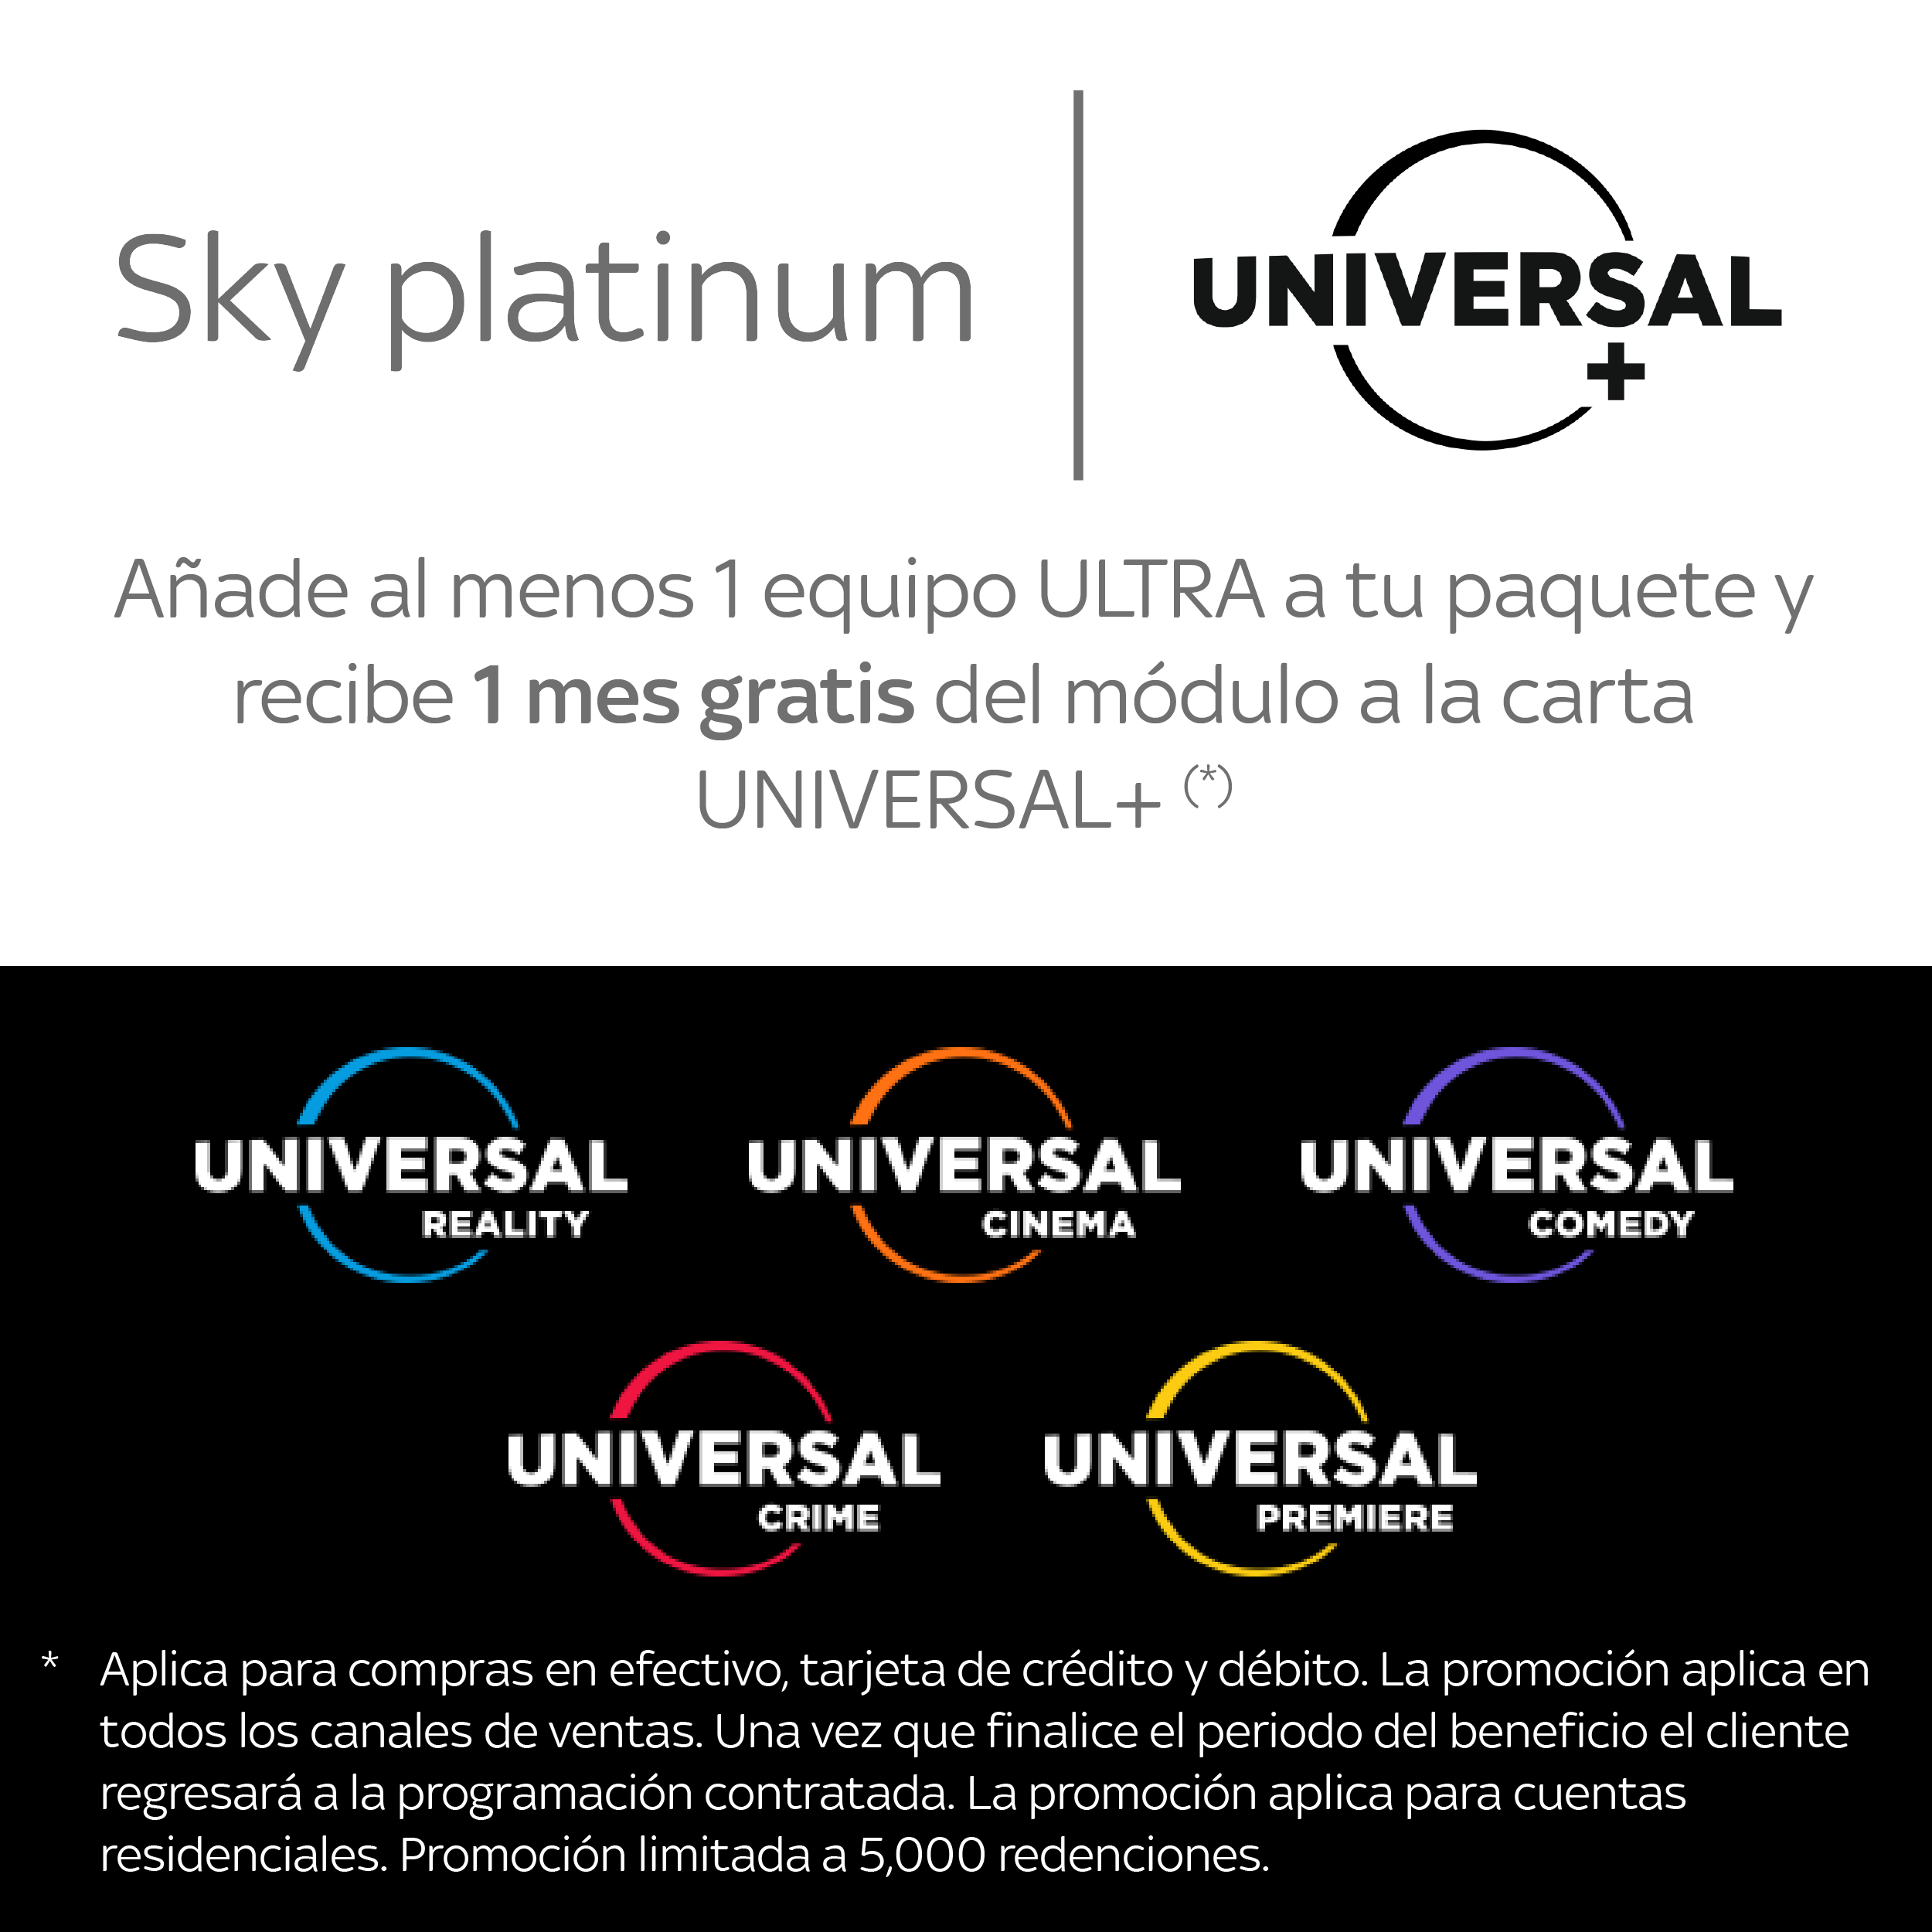 Sky platinum
UNIVERSAL
+
Añade al menos 1 equipo ULTRA a tu paquete y
recibe 1 mes gratis del módulo a la carta
UNIVERSAL+ (*)
UNIVERSAL
REALITY
UNIVERSAL
CINEMA
UNIVERSAL
COMEDY
UNIVERSAL
CRIME
UNIVERSAL
PREMIERE
* Aplica para compras en efectivo, tarjeta de crédito y débito. La promoción aplica en
todos los canales de ventas. Una vez que finalice el periodo del beneficio el cliente
regresará a la programación contratada. La promoción aplica para cuentas
residenciales. Promoción limitada a 5,000 redenciones.